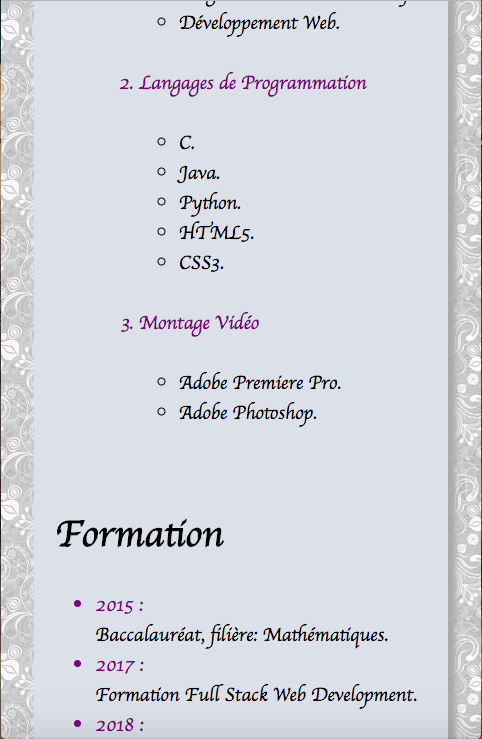 Développement Web.
2. Langages de Programmation
C.
Java.
Python.
HTML5.
CSS3.
3. Montage Vidéo
Adobe Premiere Pro.
Adobe Photoshop.
Formation
2015 :
Baccalauréat, filière: Mathématiques.
2017 :
Formation Full Stack Web Development.
2018 :